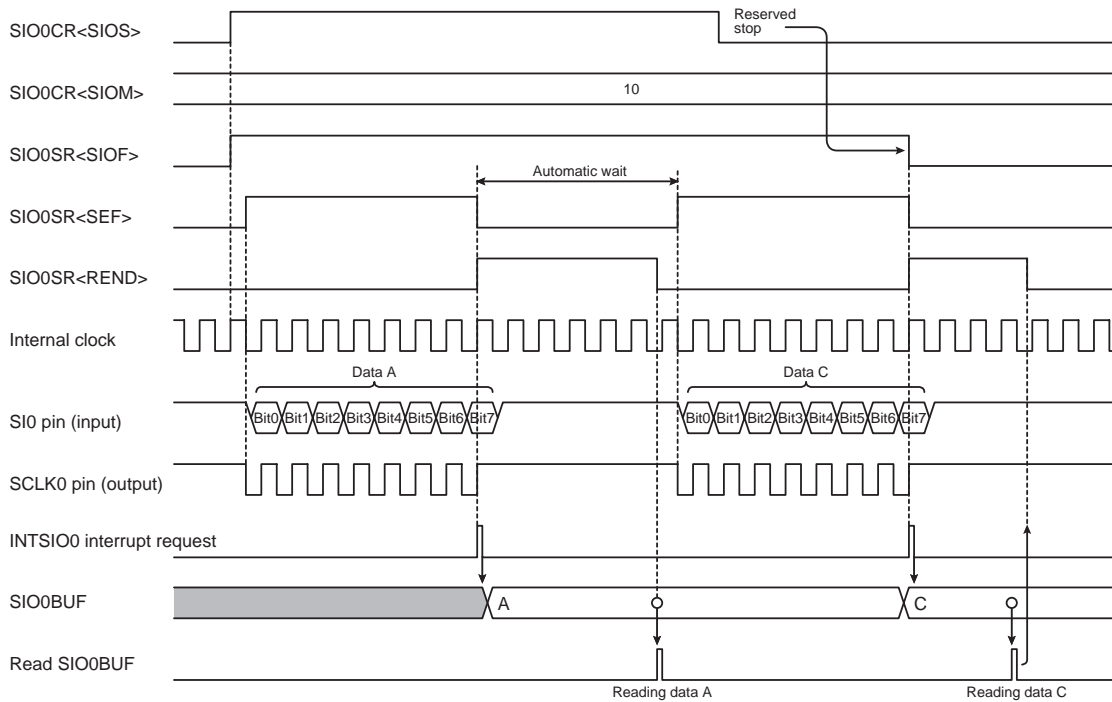 SIO0CR<SIOS>
Reserved
stop
SIO0CR<SIOM>
10
SIO0SR<SIOF>
Automatic wait
SIO0SR<SEF>
SIO0SR<REND>
Internal clock
Data A
Data C
SI0 pin (input)
Bit0 Bit1 Bit2 Bit3 Bit4 Bit5 Bit6 Bit7
Bit0 Bit1 Bit2 Bit3 Bit4 Bit5 Bit6 Bit7
SCLK0 pin (output)
INTSIO0 interrupt request
SIO0BUF
A
C
Read SIO0BUF
Reading data A
Reading data C